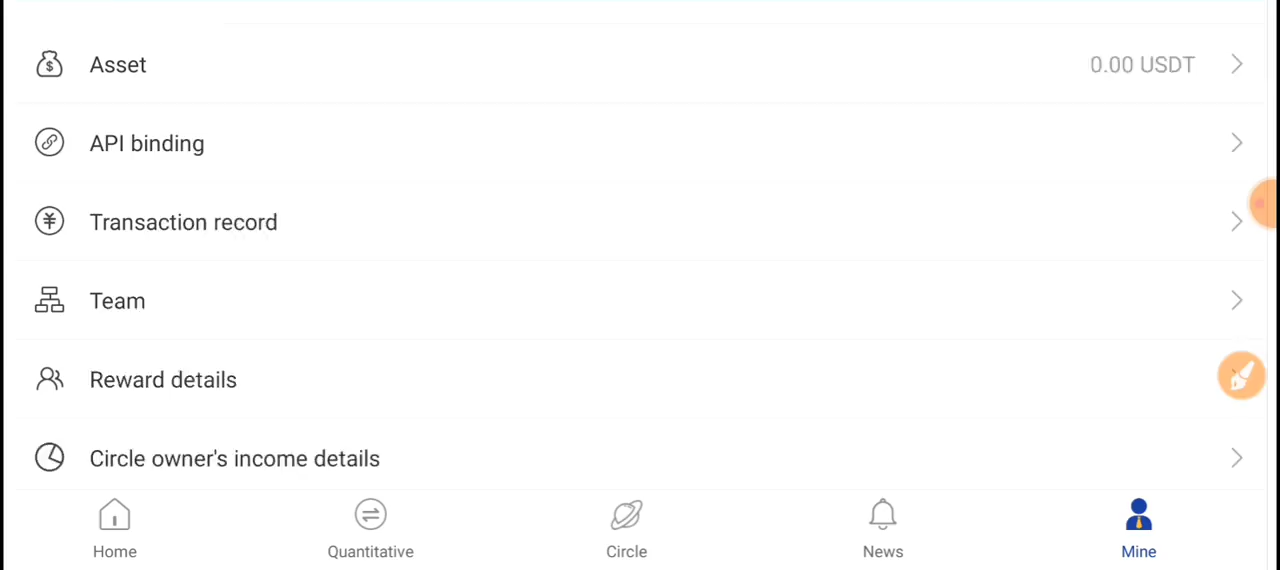 Asset 0.00 USDT
API binding
Transaction record
Team
Reward details
Circle owner's income details
Home Quantitative Circle News Mine